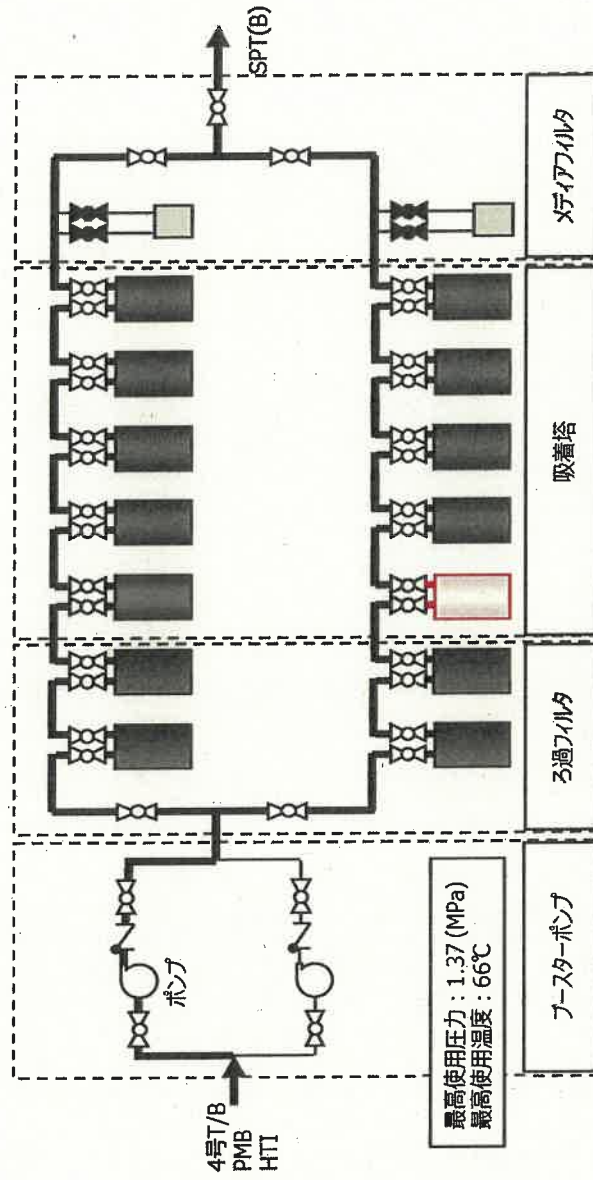 4号T/B
PMB
HTI
ポンプ
SPT(B)
最高使用圧力：1.37(MPa)
最高使用温度：66℃
ブースターポンプ
ろ過フィルタ
吸着塔
メディアフィルタ